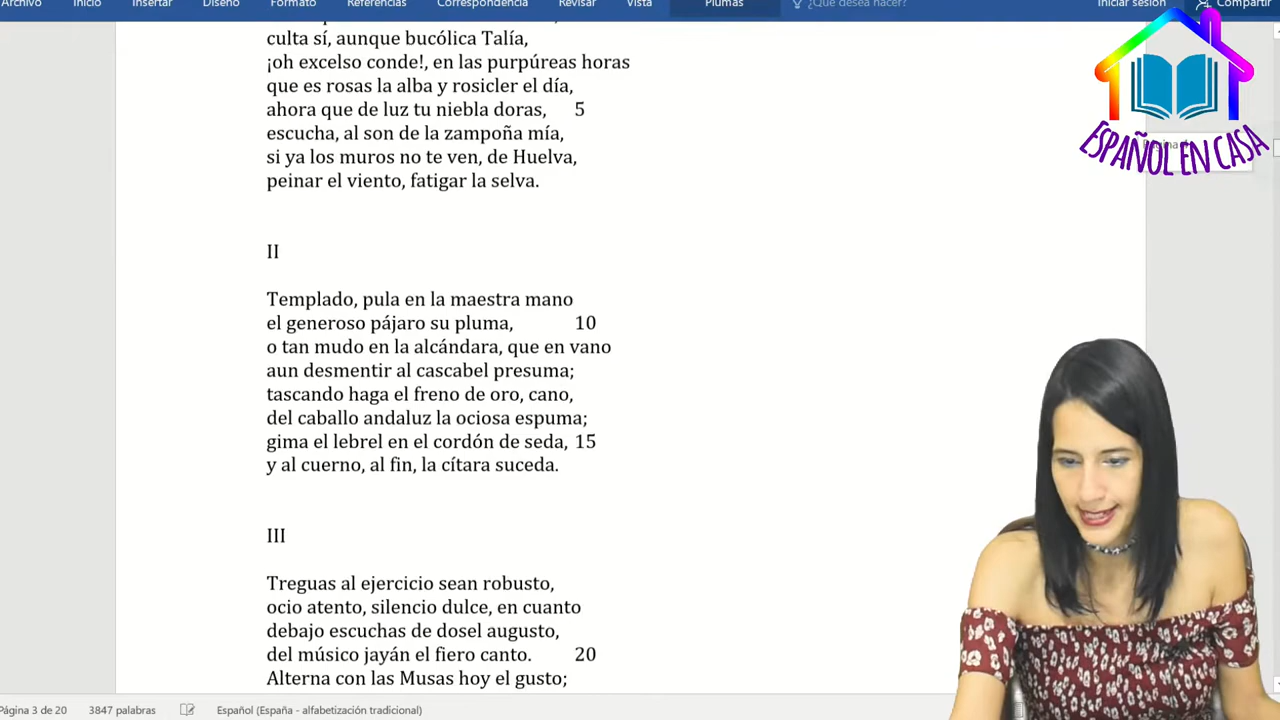 Archivo Inicio Insertar Diseño Formato Referencias Correspondencia Revisar Vista Plumas ¿Qué desea hacer? Iniciar sesión Compartir
culta sí, aunque bucólica Talía,
¡oh excelso conde!, en las purpúreas horas
que es rosas la alba y rosicler el día,
ahora que de luz tu niebla doras, 5
escucha, al son de la zampoña mía,
si ya los muros no te ven, de Huelva,
peinar el viento, fatigar la selva.
II
Templado, pula en la maestra mano
el generoso pájaro su pluma, 10
o tan mudo en la alcándara, que en vano
aun desmentir al cascabel presuma;
tascando haga el freno de oro, cano,
del caballo andaluz la ociosa espuma;
gima el lebrel en el cordón de seda, 15
y al cuerno, al fin, la cítara suceda.
III
Treguas al ejercicio sean robusto,
ocio atento, silencio dulce, en cuanto
debajo escuchas de dosel augusto,
del músico jayán el fiero canto. 20
Alterna con las Musas hoy el gusto;
ESPAÑOL EN CASA
Página 3 de 20 3847 palabras Español (España - alfabetización tradicional)